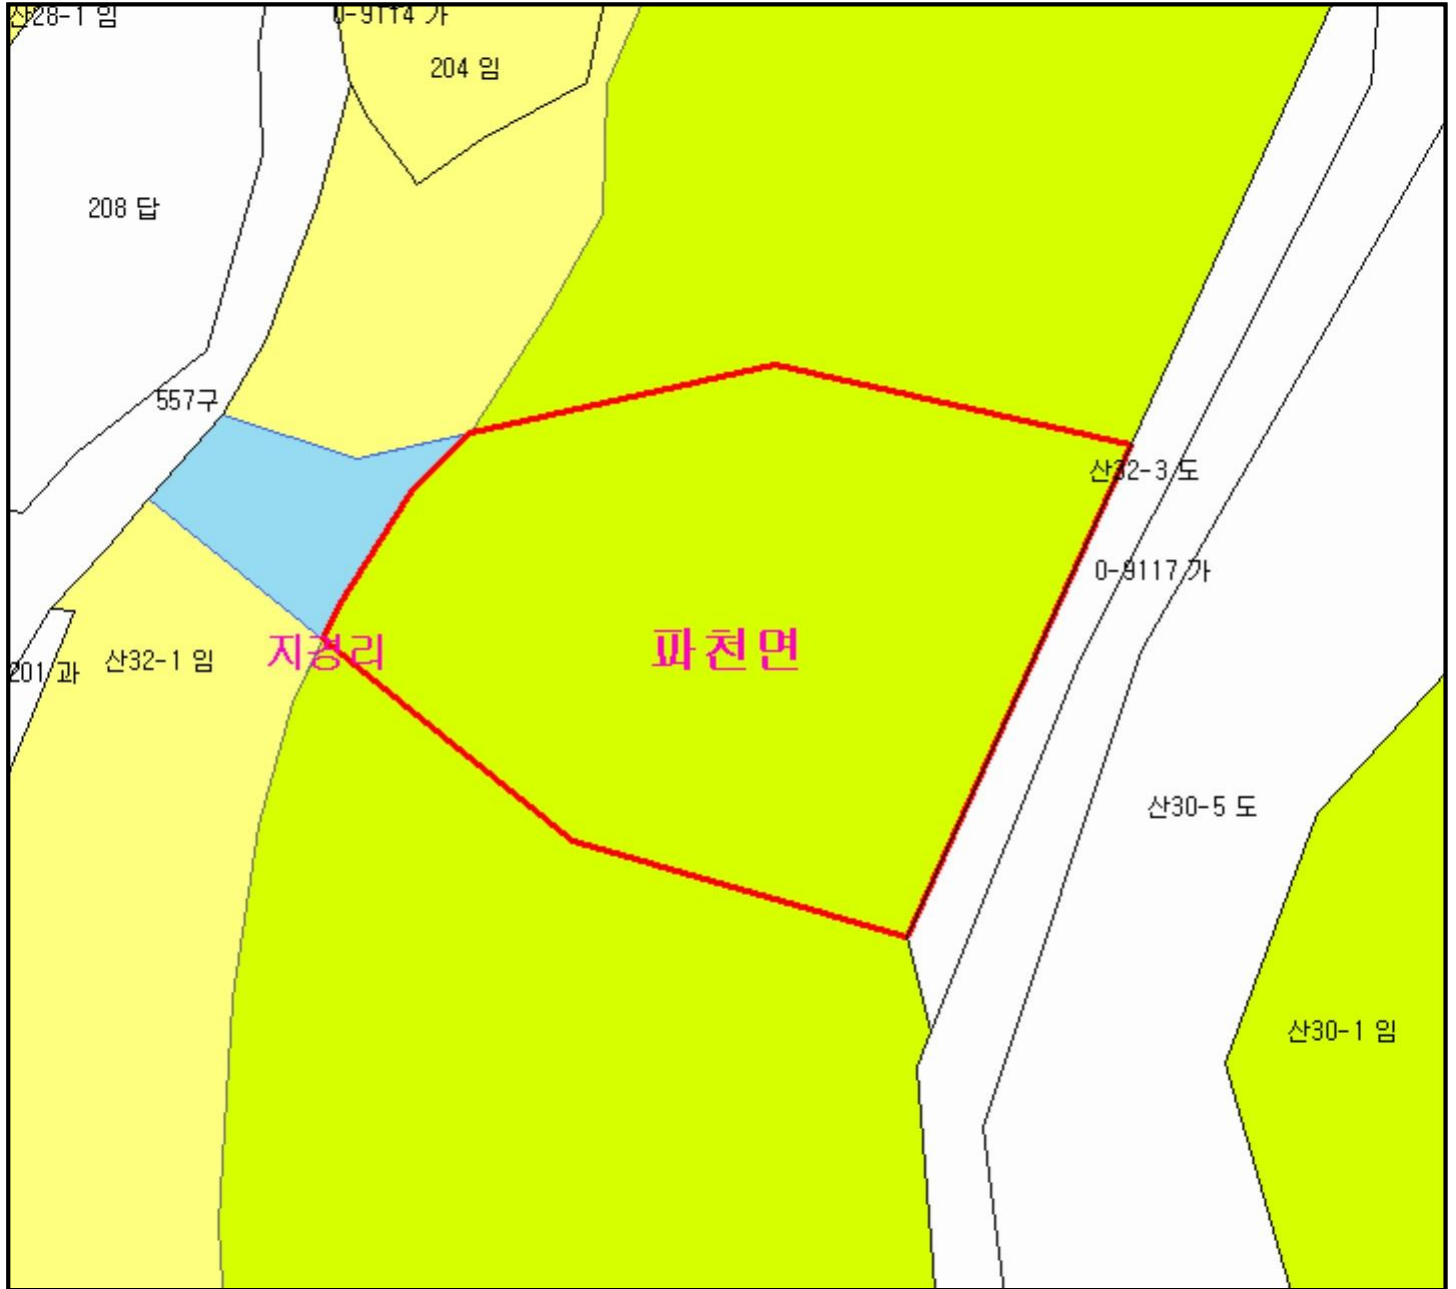 산28-1 임
0-9114 가
204 임
208 답
557구
산32-3 도
0-9117 가
지경리
파천면
201 과
산32-1 임
산30-5 도
산30-1 임